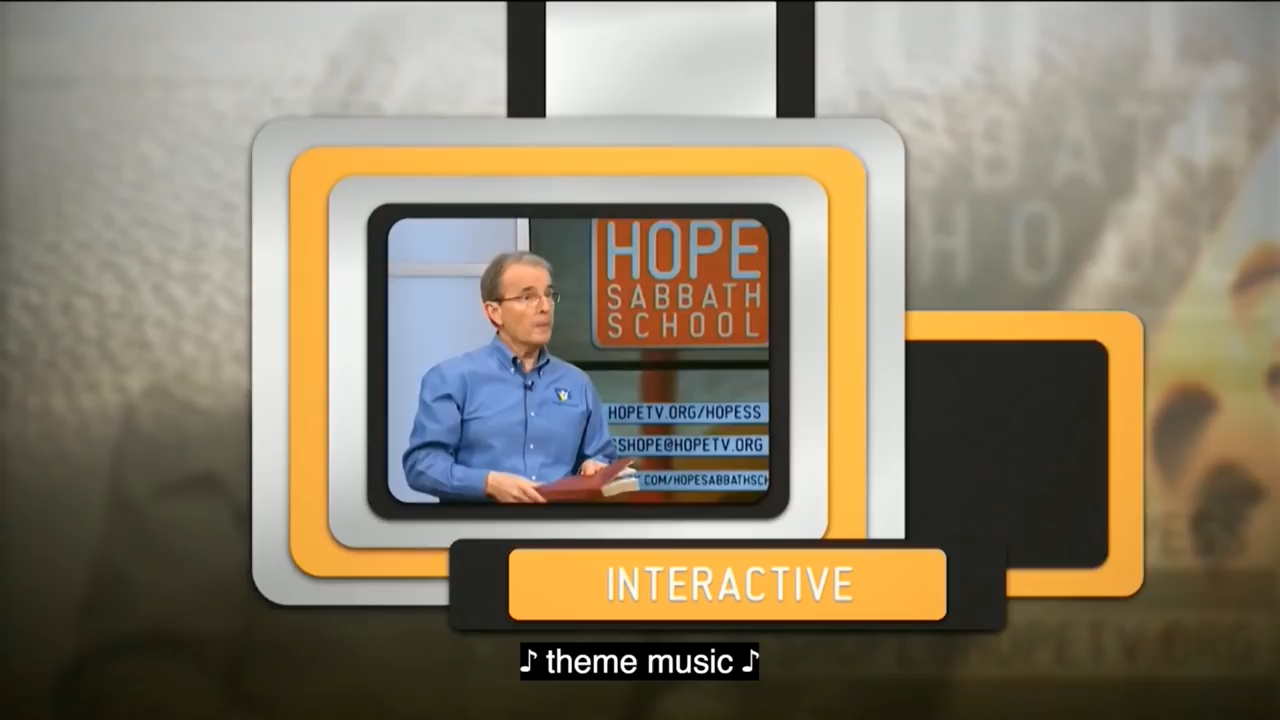 HOPE
SABBATH
SCHOOL
HOPETV.ORG/HOPESS
SSHOPE@HOPETV.ORG
COM/HOPESABBATHSCH
INTERACTIVE
♪ theme music ♪